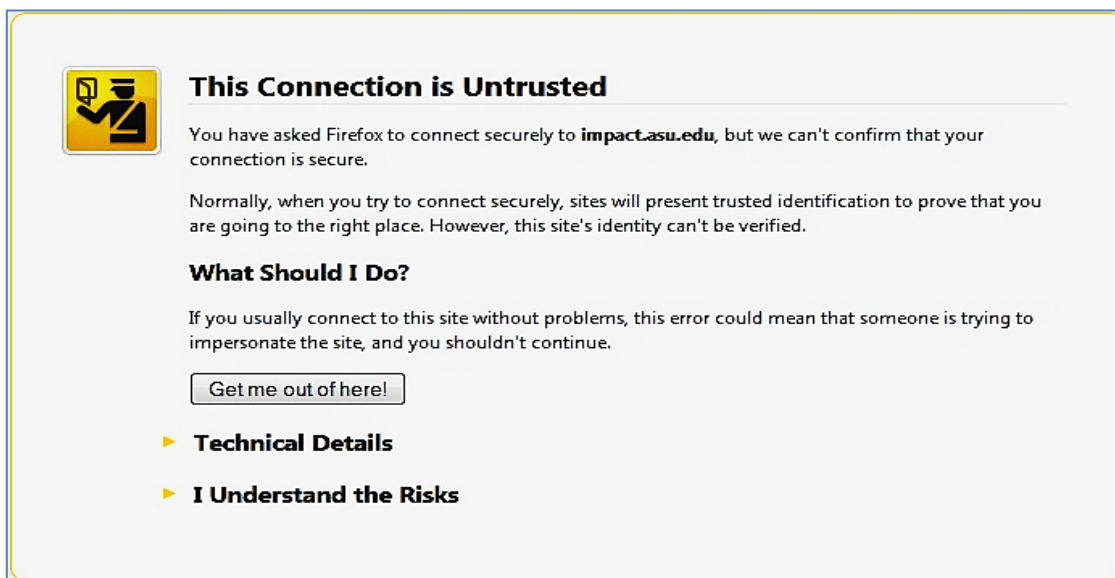 This Connection is Untrusted
You have asked Firefox to connect securely to impact.asu.edu, but we can't confirm that your
connection is secure.
Normally, when you try to connect securely, sites will present trusted identification to prove that you
are going to the right place. However, this site's identity can't be verified.
What Should I Do?
If you usually connect to this site without problems, this error could mean that someone is trying to
impersonate the site, and you shouldn't continue.
Get me out of here!
Technical Details
I Understand the Risks